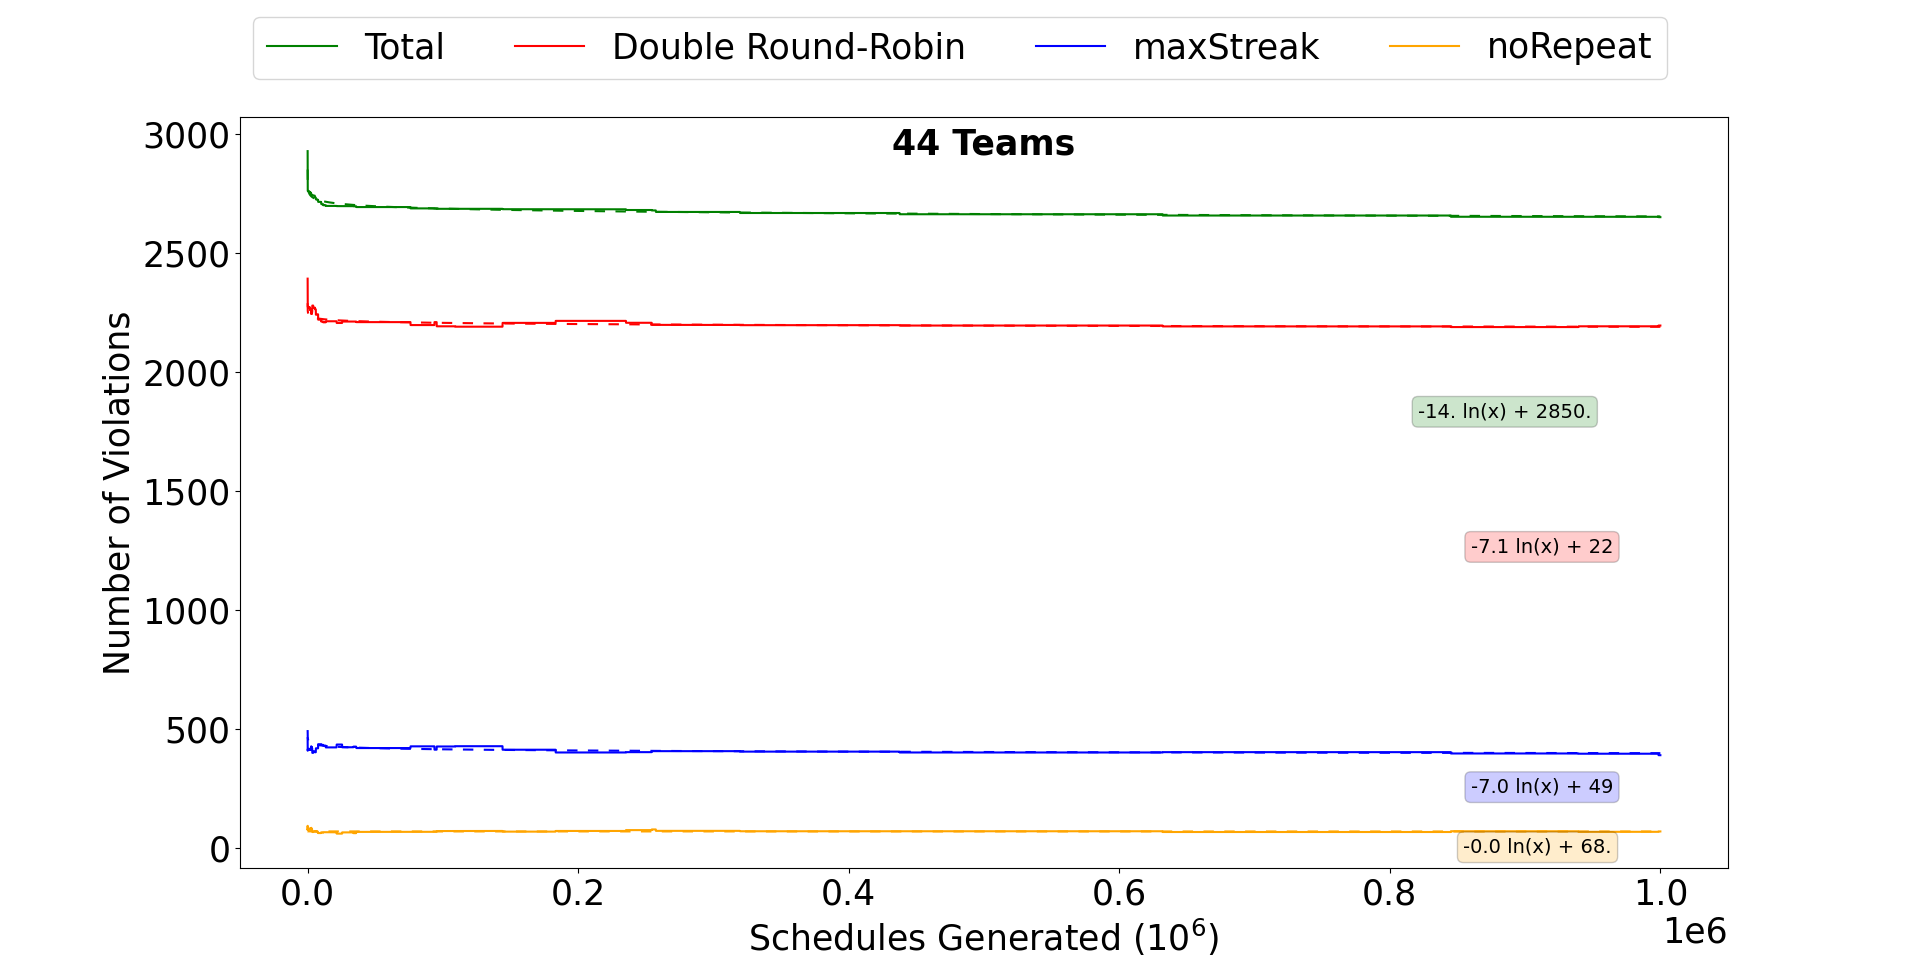 Total Double Round-Robin maxStreak noRepeat
44 Teams
3000
2500
2000
1500
1000
500
0
Number of Violations
-14. ln(x) + 2850.
-7.1 ln(x) + 22
-7.0 ln(x) + 49
-0.0 ln(x) + 68.
0.0 0.2 0.4 0.6 0.8 1.0
1e6
Schedules Generated (10⁶)